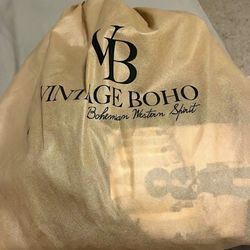 VB
VINTAGE BOHO
Bohemian Western Spirit